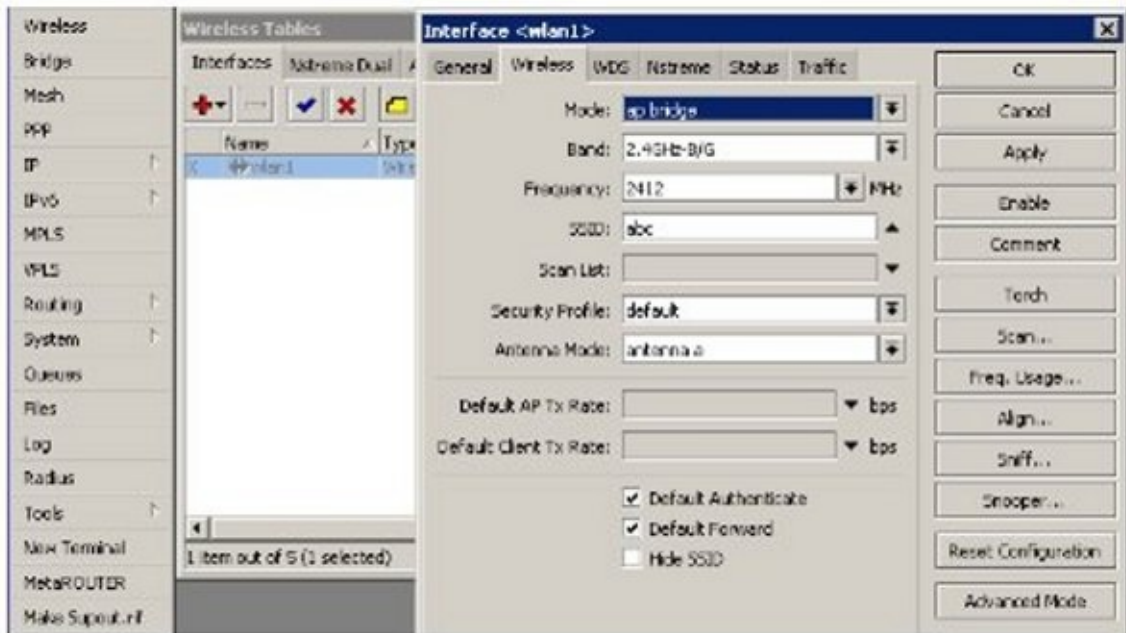 Wireless
Bridge
Mesh
PPP
IP
IPv6
MPLS
VPLS
Routing
System
Queues
Files
Log
Radius
Tools
New Terminal
MetaROUTER
Make Supout.rif
Wireless Tables
Interfaces Nstreme Dual
Name Type
X wlan1
1 item out of 5 (1 selected)
Interface <wlan1>
General Wireless WDS Nstreme Status Traffic
Mode: ap bridge
Band: 2.4GHz-B/G
Frequency: 2412 MHz
SSID: abc
Scan List:
Security Profile: default
Antenna Mode: antenna a
Default AP Tx Rate: bps
Default Client Tx Rate: bps
Default Authenticate
Default Forward
Hide SSID
OK
Cancel
Apply
Enable
Comment
Torch
Scan...
Freq. Usage...
Align...
Sniff...
Snooper...
Reset Configuration
Advanced Mode